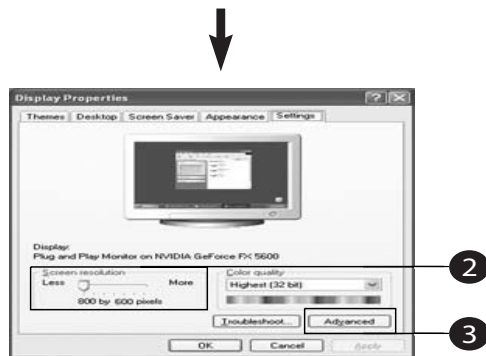 Display Properties
Themes Desktop Screen Saver Appearance Settings
Display:
Plug and Play Monitor on NVIDIA GeForce FX 5600
Screen resolution
Less More
800 by 600 pixels
Color quality
Highest (32 bit)
2
Troubleshoot... Advanced
3
OK Cancel Apply